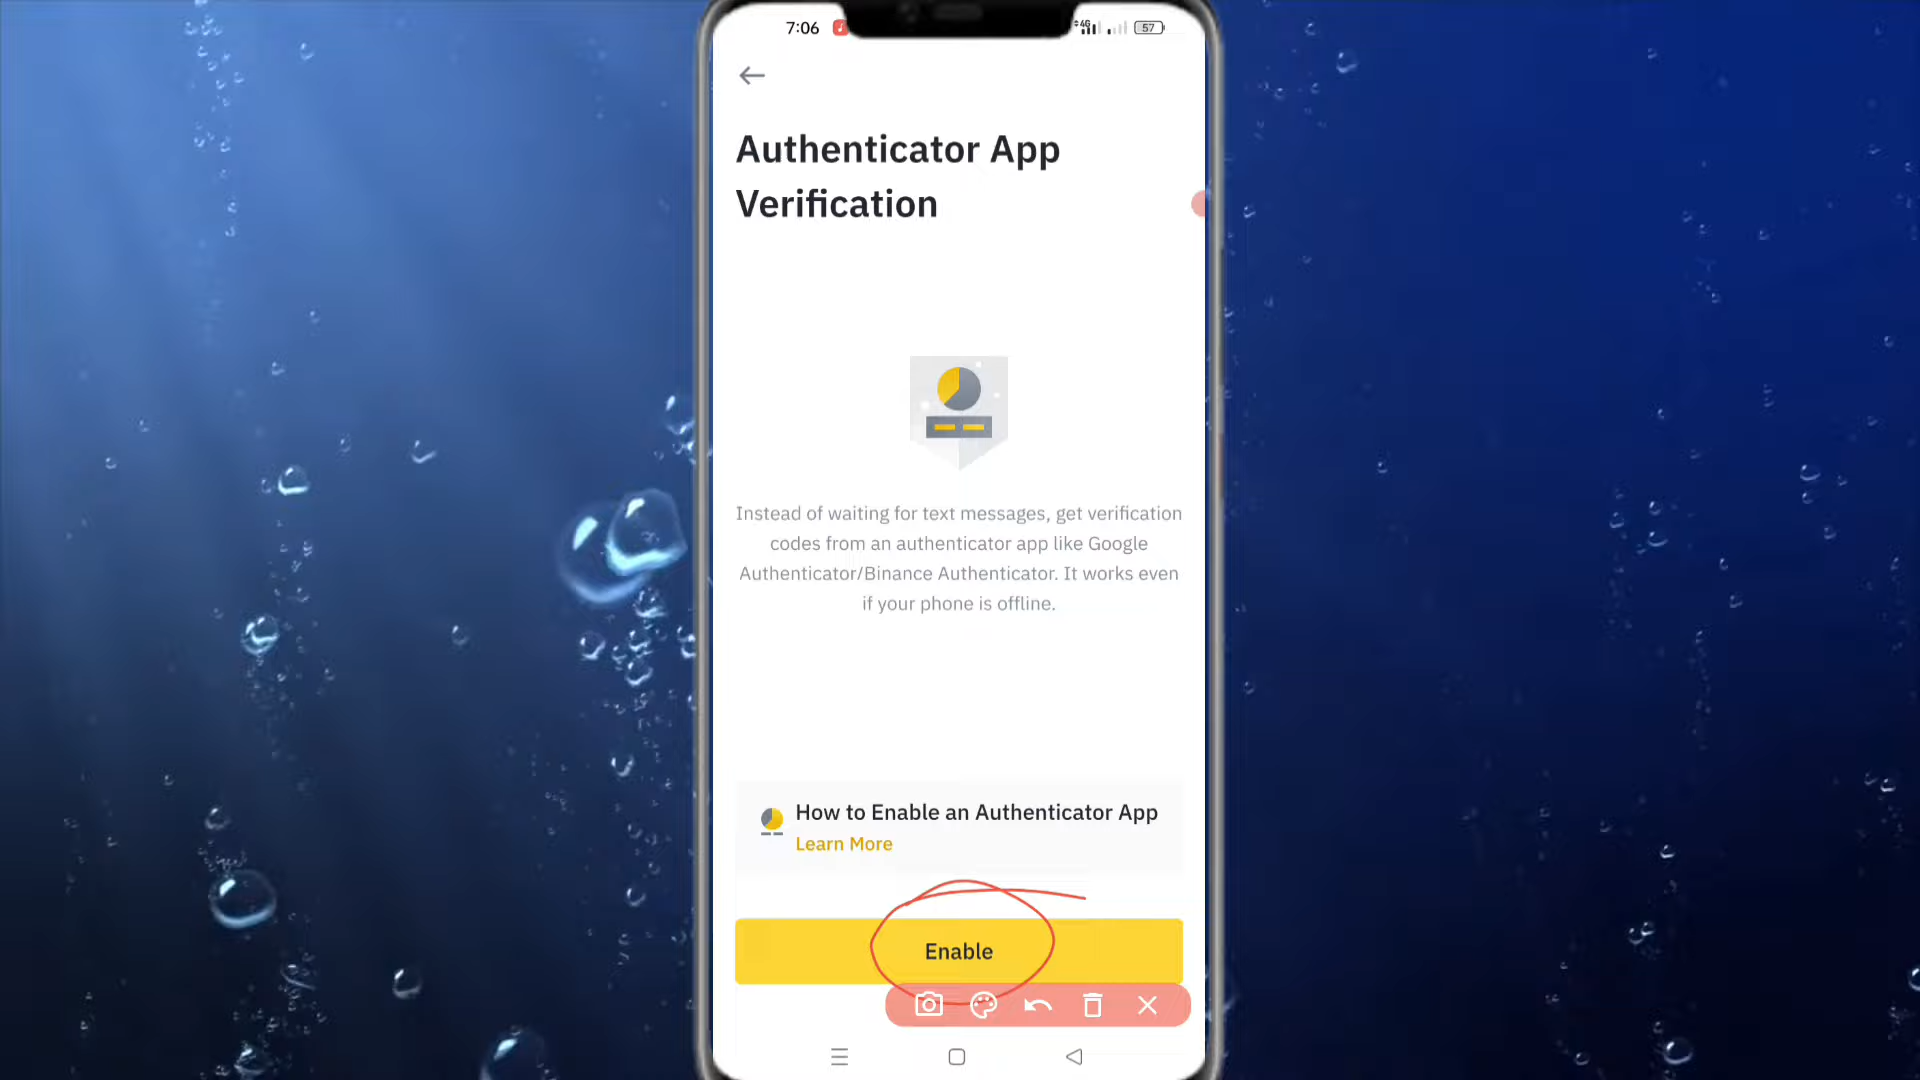 7:06
4G
57
Authenticator App
Verification
Instead of waiting for text messages, get verification
codes from an authenticator app like Google
Authenticator/Binance Authenticator. It works even
if your phone is offline.
How to Enable an Authenticator App
Learn More
Enable